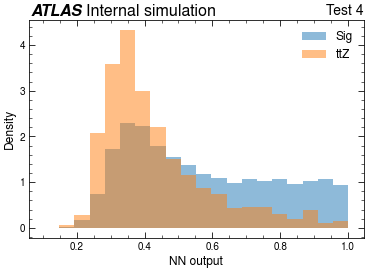 ATLAS Internal simulation Test 4
Sig
ttZ
Density
4
3
2
1
0
0.2 0.4 0.6 0.8 1.0
NN output